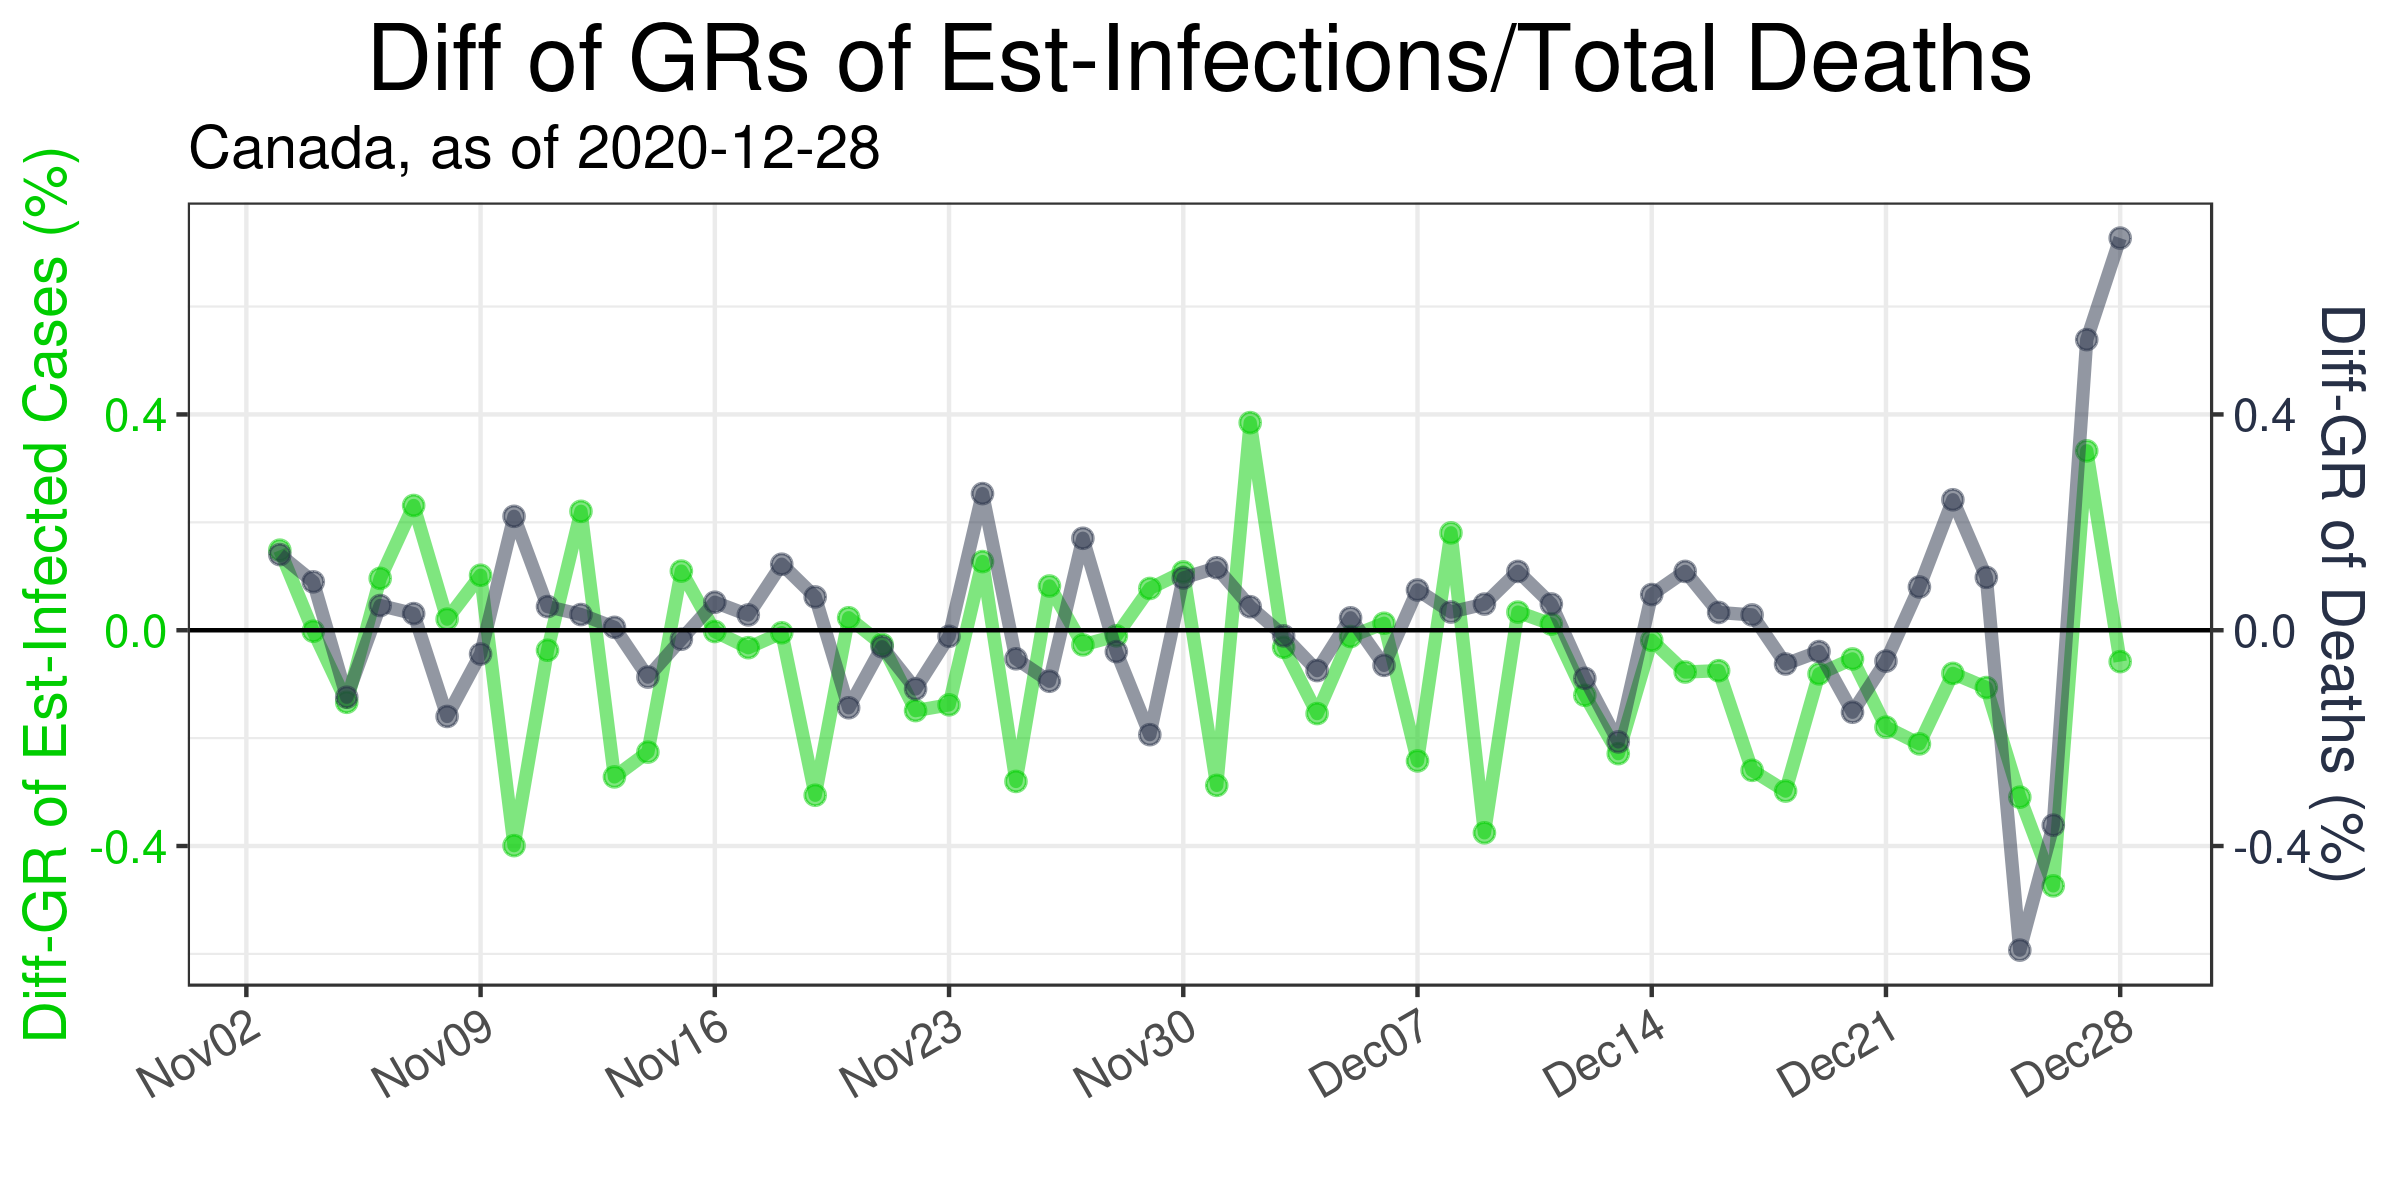 Diff of GRs of Est-Infections/Total Deaths
Canada, as of 2020-12-28
Diff-GR of Est-Infected Cases (%)
0.4
0.0
-0.4
0.4
0.0
-0.4
Diff-GR of Deaths (%)
Nov02
Nov09
Nov16
Nov23
Nov30
Dec07
Dec14
Dec21
Dec28